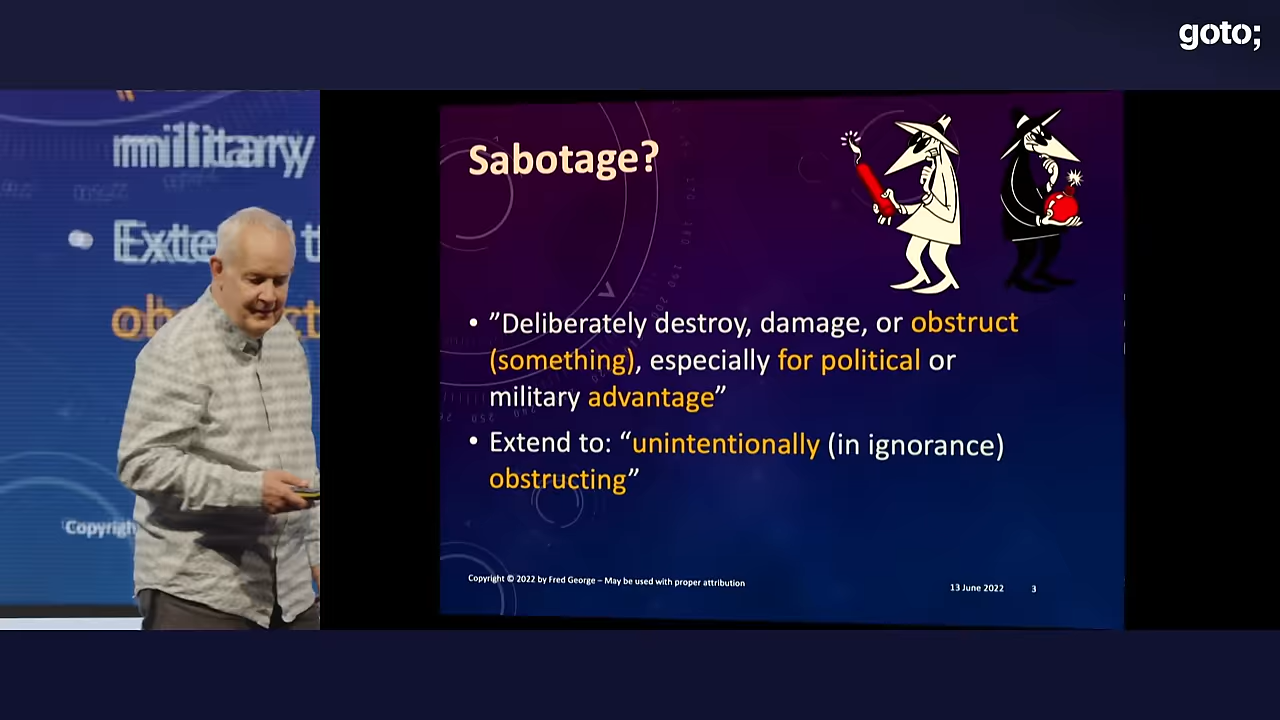 goto;
military
Exte
ob
Copyrigh
Sabotage?
• ”Deliberately destroy, damage, or obstruct
(something), especially for political or
military advantage”
• Extend to: “unintentionally (in ignorance)
obstructing”
Copyright © 2022 by Fred George – May be used with proper attribution
13 June 2022 3